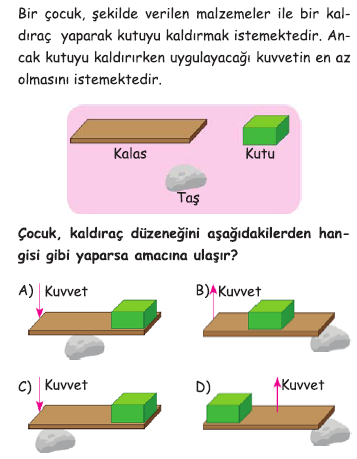 Bir çocuk, şekilde verilen malzemeler ile bir kal-
dıraç yaparak kutuyu kaldırmak istemektedir. An-
cak kutuyu kaldırırken uygulayacağı kuvvetin en az
olmasını istemektedir.
Kalas
Kutu
Taş
Çocuk, kaldıraç düzeneğini aşağıdakilerden han-
gisi gibi yaparsa amacına ulaşır?
A) Kuvvet
B) Kuvvet
C) Kuvvet
D) Kuvvet